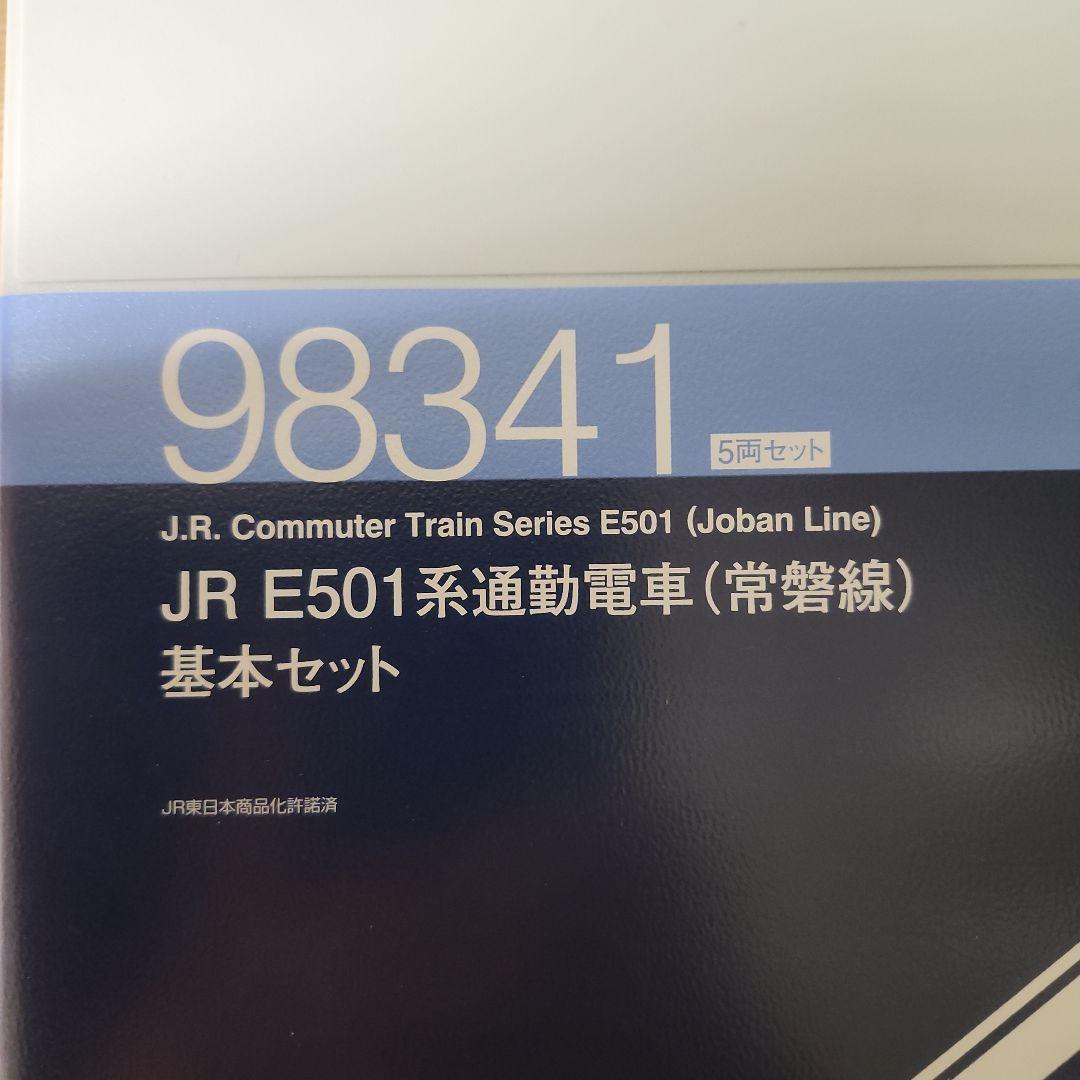 98341 5両セット
J.R. Commuter Train Series E501 (Joban Line)
JR E501系通勤電車(常磐線)
基本セット
JR東日本商品化許諾済